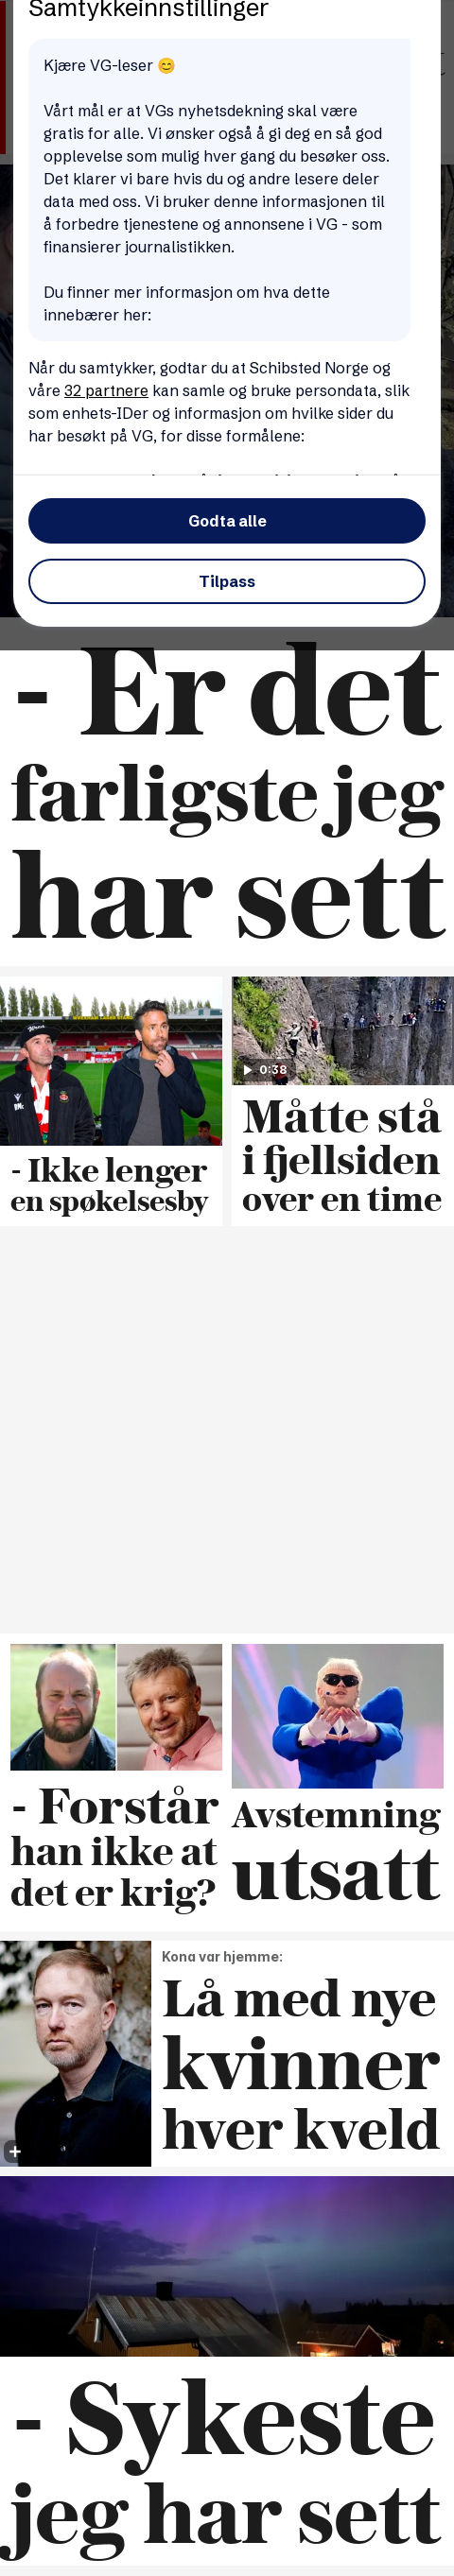 Samtykkeinnstillinger
Kjære VG-leser 😊
Vårt mål er at VGs nyhetsdekning skal være
gratis for alle. Vi ønsker også å gi deg en så god
opplevelse som mulig hver gang du besøker oss.
Det klarer vi bare hvis du og andre lesere deler
data med oss. Vi bruker denne informasjonen til
å forbedre tjenestene og annonsene i VG - som
finansierer journalistikken.
Du finner mer informasjon om hva dette
innebærer her:
Når du samtykker, godtar du at Schibsted Norge og
våre 32 partnere kan samle og bruke persondata, slik
som enhets-IDer og informasjon om hvilke sider du
har besøkt på VG, for disse formålene:
Godta alle
Tilpass
- Er det
farligste jeg
har sett
- Ikke lenger
en spøkelsesby
0:38
Måtte stå
i fjellsiden
over en time
- Forstår
han ikke at
det er krig?
Avstemning
utsatt
Kona var hjemme:
Lå med nye
kvinner
hver kveld
- Sykeste
jeg har sett